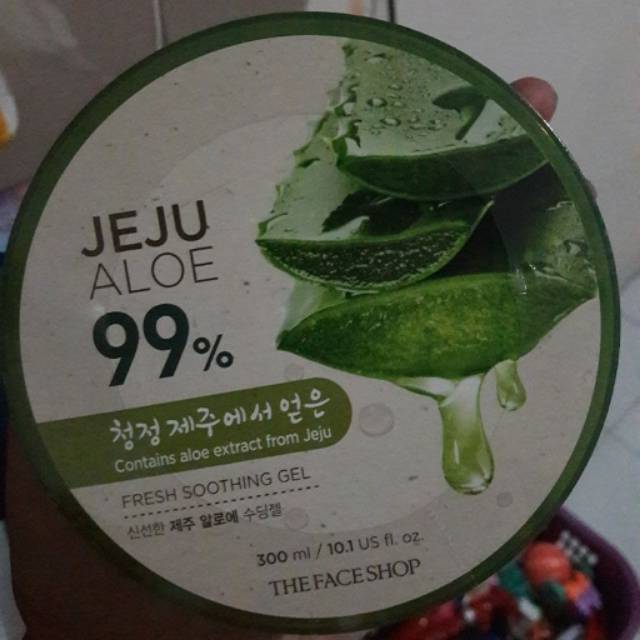 JEJU
ALOE
99%
청정 제주에서 얻은
Contains aloe extract from Jeju
FRESH SOOTHING GEL
신선한 제주 알로에 수딩젤
300 ml / 10.1 US fl. oz.
THE FACE SHOP